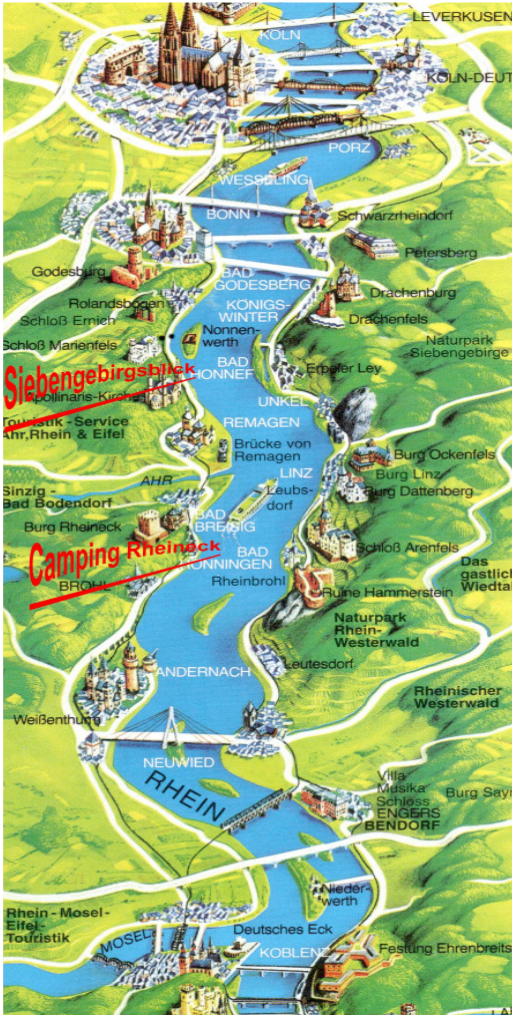 LEVERKUSEN
KÖLN
KÖLN-DEUT
PORZ
WESSELING
BONN
Schwarzrheindorf
Petersberg
Godesburg
BAD
GODESBERG
Drachenburg
Rolandsbogen
KÖNIGS-
WINTER
Schloß Ernich
Drachenfels
Nonnen-
werth
Naturpark
Siebengebirge
Schloß Marienfels
BAD
HONNEF
Erpeler Ley
Siebengebirgsblick
Apollinaris-Kirche
UNKEL
Touristik - Service
Ahr,Rhein & Eifel
REMAGEN
Brücke von
Remagen
Burg Ockenfels
LINZ
Burg Linz
AHR
Leubs-
dorf
Burg Dattenberg
Sinzig -
Bad Bodendorf
BAD
BREISIG
Burg Rheineck
Schloß Arenfels
Camping Rheineck
BAD
HÖNNINGEN
Das
gastlich
Wiedtal
Rheinbrohl
BROHL
Ruine Hammerstein
Naturpark
Rhein-
Westerwald
Leutesdorf
ANDERNACH
Rheinischer
Westerwald
Weißenthurm
NEUWIED
RHEIN
Villa
Musika
Schloss
ENGERS
BENDORF
Burg Sayn
Nieder-
werth
Rhein - Mosel-
Eifel -
Touristik
Deutsches Eck
MOSEL
KOBLENZ
Festung Ehrenbreits